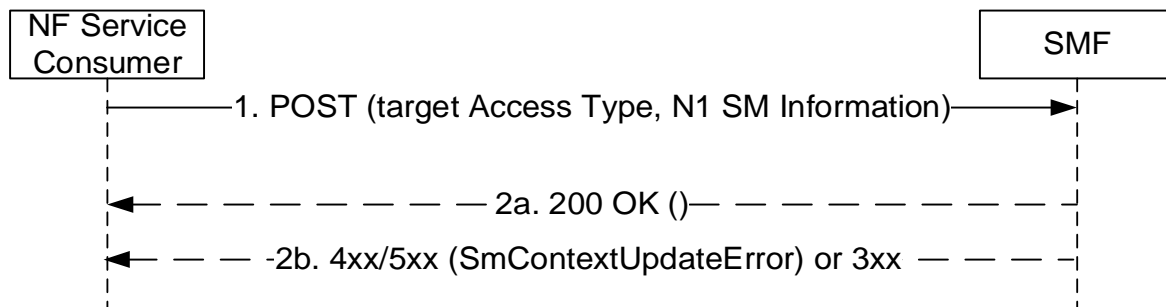 NF Service
Consumer
SMF
1. POST (target Access Type, N1 SM Information)
2a. 200 OK ()
2b. 4xx/5xx (SmContextUpdateError) or 3xx